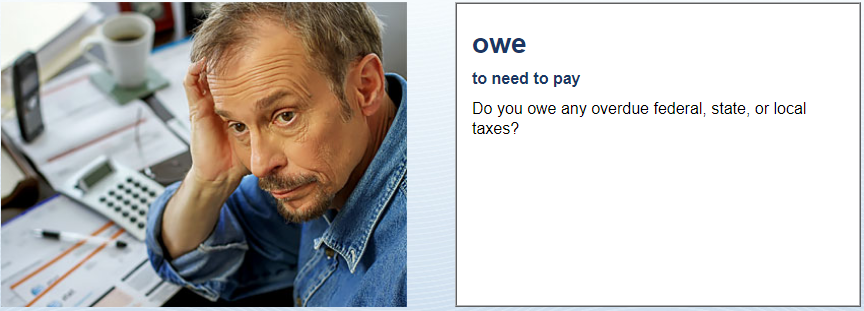 owe
to need to pay
Do you owe any overdue federal, state, or local
taxes?